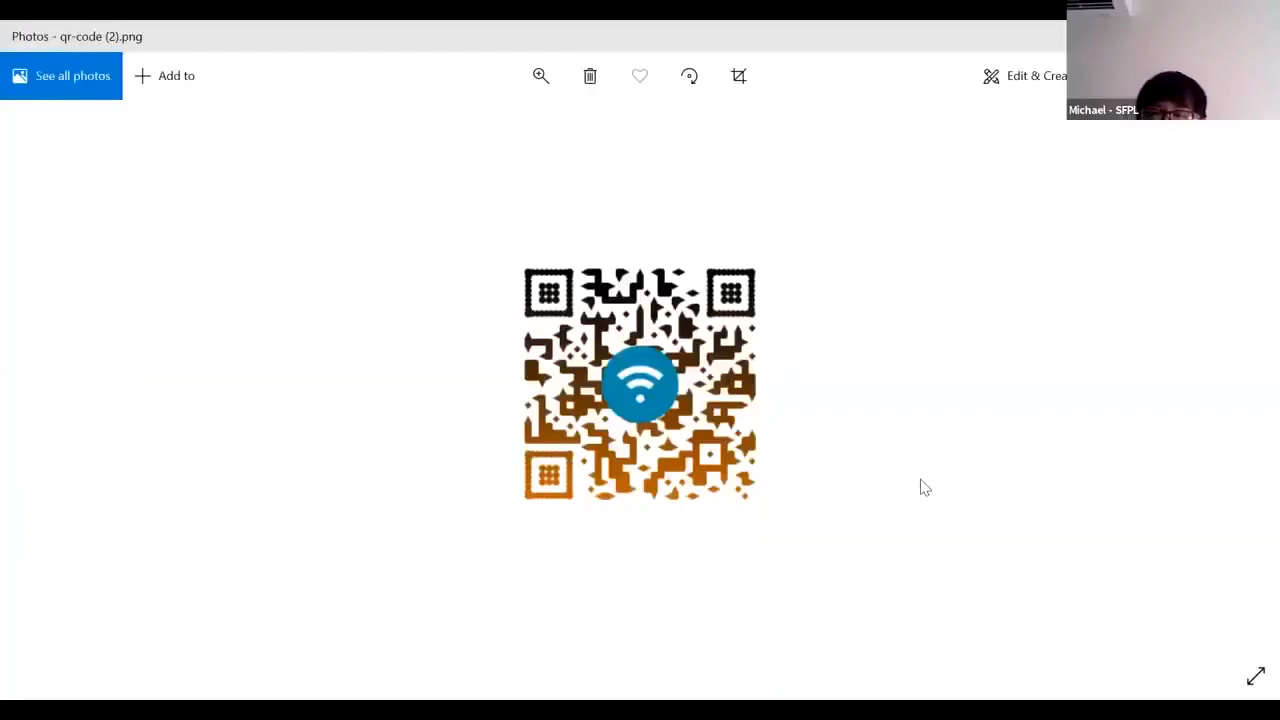 Photos - qr-code (2).png
See all photos
Add to
Edit & Crea
Michael - SFPL